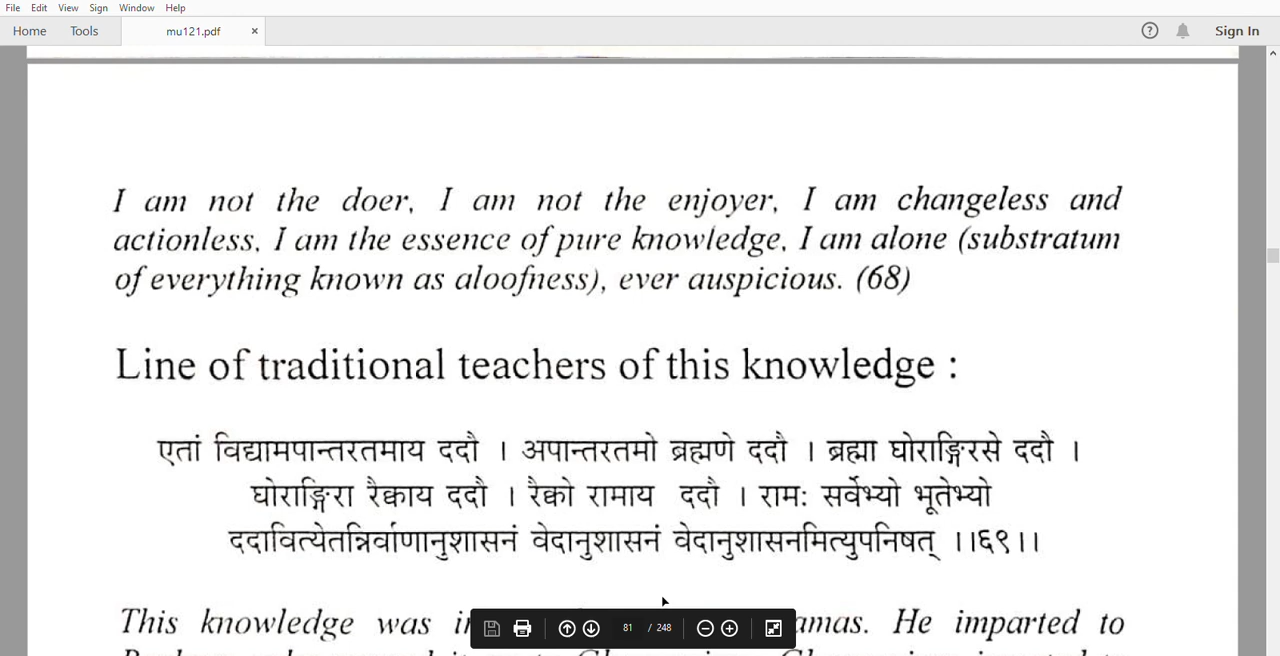 File Edit View Sign Window Help
Home Tools mu121.pdf × ? Sign In
I am not the doer, I am not the enjoyer, I am changeless and
actionless, I am the essence of pure knowledge, I am alone (substratum
of everything known as aloofness), ever auspicious. (68)
Line of traditional teachers of this knowledge :
एतां विद्यामपान्तरतमाय ददौ । अपान्तरतमो ब्रह्मणे ददौ । ब्रह्मा घोराङ्गिरसे ददौ ।
घोराङ्गिरा रैक्वाय ददौ । रैक्वो रामाय ददौ । रामः सर्वेभ्यो भूतेभ्यो
ददावित्येतन्निर्वाणानुशासनं वेदानुशासनं वेदानुशासनमित्युपनिषत् ।।६९।।
This knowledge was He imparted to
81 / 248